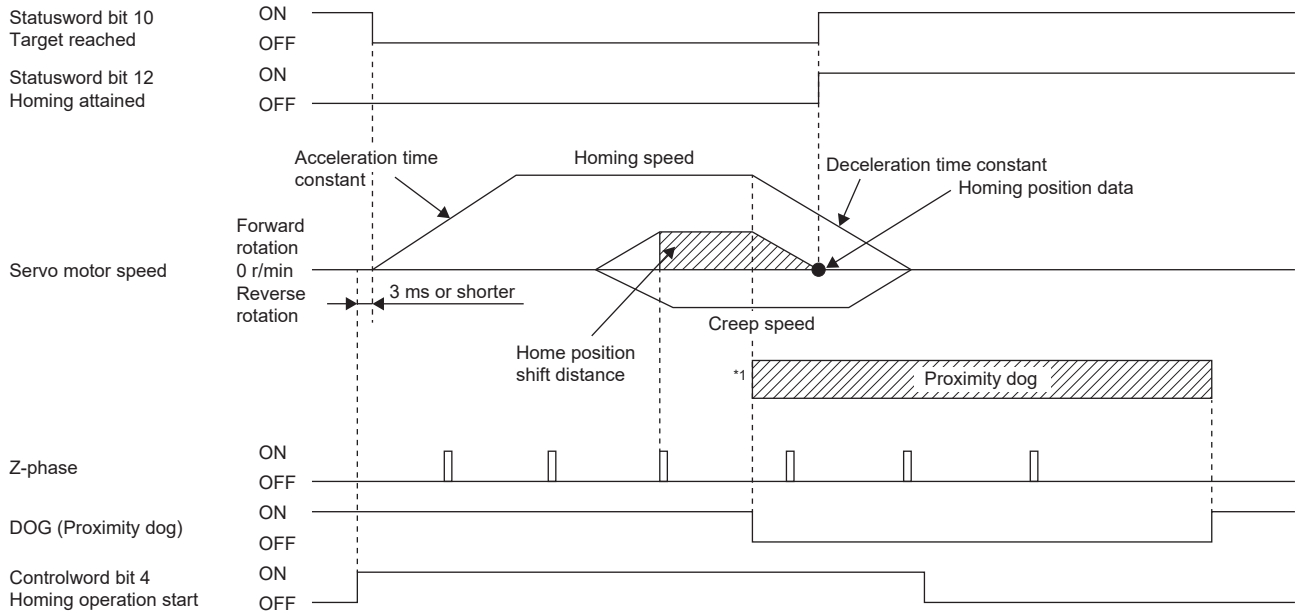 Statusword bit 10
Target reached
ON
OFF
Statusword bit 12
Homing attained
ON
OFF
Acceleration time
constant
Homing speed
Deceleration time constant
Homing position data
Servo motor speed
Forward
rotation
0 r/min
Reverse
rotation
3 ms or shorter
Creep speed
Home position
shift distance
*1
Proximity dog
Z-phase
ON
OFF
DOG (Proximity dog)
ON
OFF
Controlword bit 4
Homing operation start
ON
OFF